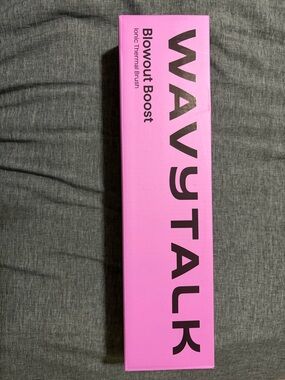 WAVYTALK
Blowout Boost
Ionic Thermal Brush